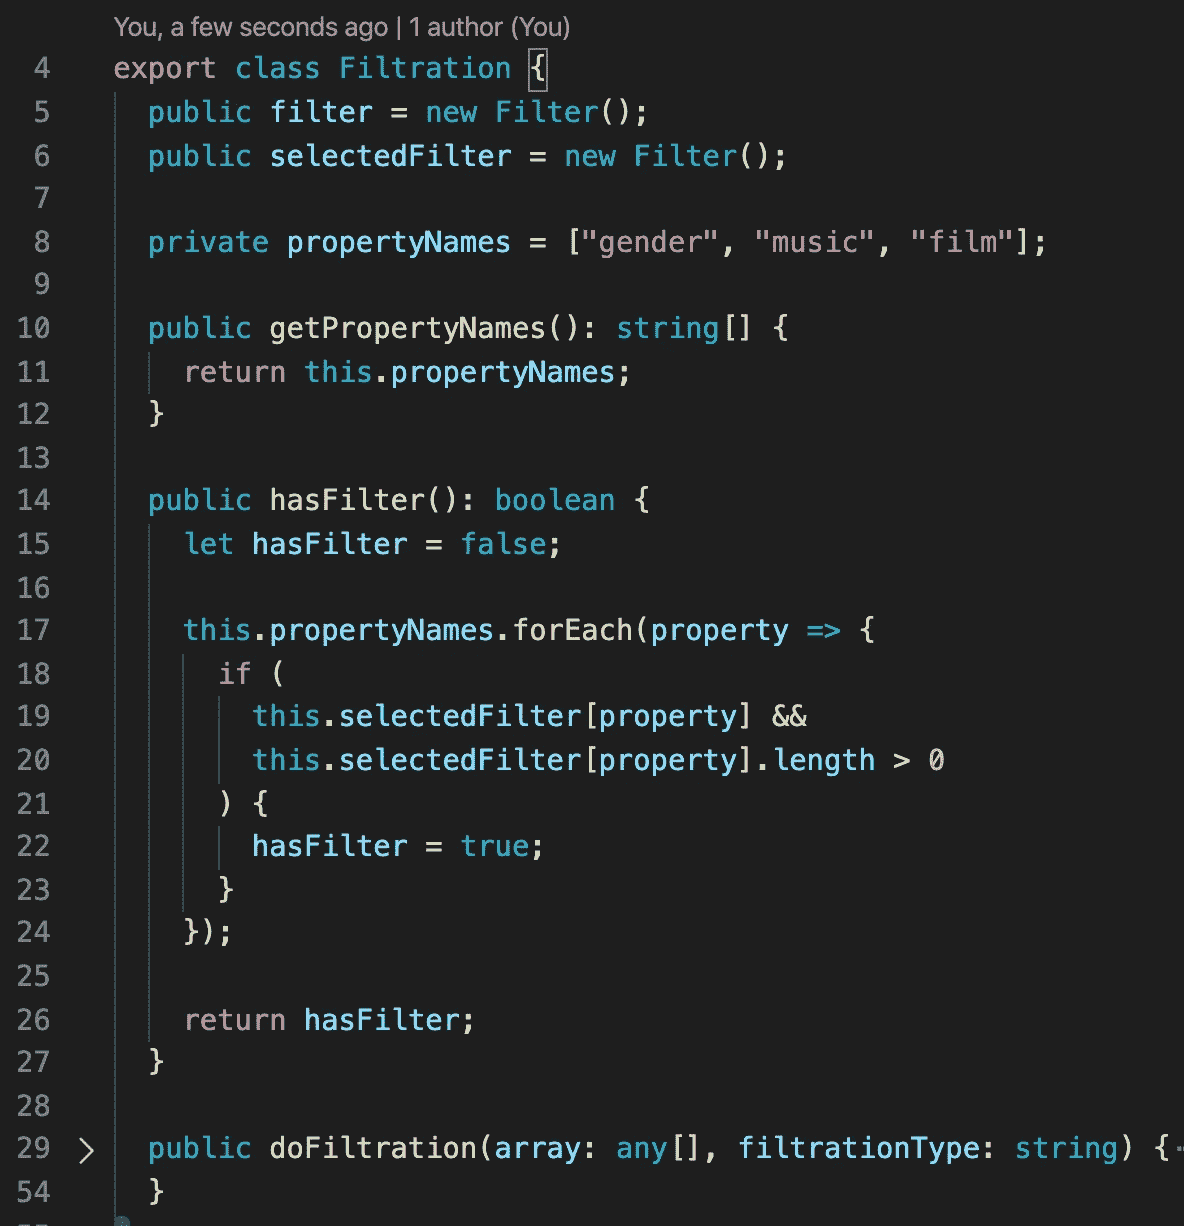 You, a few seconds ago | 1 author (You)
4 export class Filtration {
5 public filter = new Filter();
6 public selectedFilter = new Filter();
7
8 private propertyNames = ["gender", "music", "film"];
9
10 public getPropertyNames(): string[] {
11 return this.propertyNames;
12 }
13
14 public hasFilter(): boolean {
15 let hasFilter = false;
16
17 this.propertyNames.forEach(property => {
18 if (
19 this.selectedFilter[property] &&
20 this.selectedFilter[property].length > 0
21 ) {
22 hasFilter = true;
23 }
24 });
25
26 return hasFilter;
27 }
28
29 public doFiltration(array: any[], filtrationType: string) {
54 }